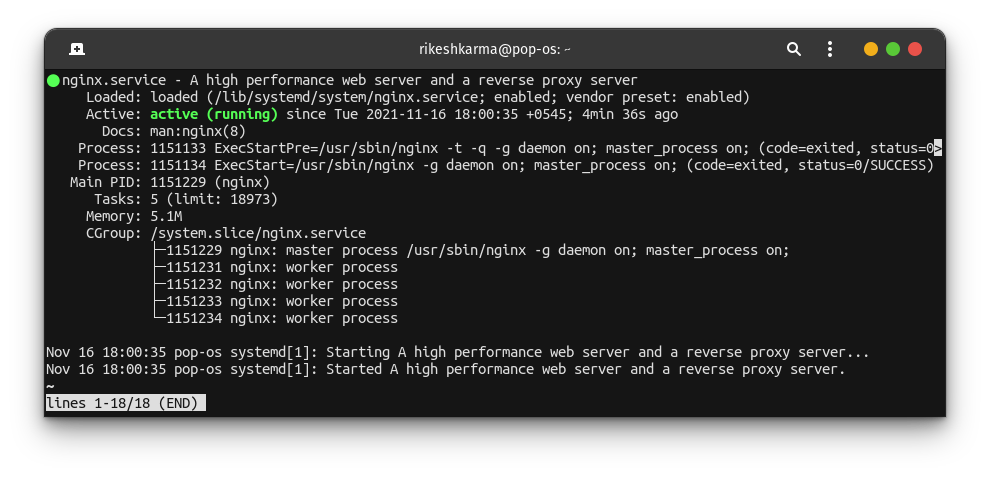 rikeshkarma@pop-os: ~
●nginx.service - A high performance web server and a reverse proxy server
     Loaded: loaded (/lib/systemd/system/nginx.service; enabled; vendor preset: enabled)
     Active: active (running) since Tue 2021-11-16 18:00:35 +0545; 4min 36s ago
       Docs: man:nginx(8)
    Process: 1151133 ExecStartPre=/usr/sbin/nginx -t -q -g daemon on; master_process on; (code=exited, status=0>
    Process: 1151134 ExecStart=/usr/sbin/nginx -g daemon on; master_process on; (code=exited, status=0/SUCCESS)
   Main PID: 1151229 (nginx)
      Tasks: 5 (limit: 18973)
     Memory: 5.1M
     CGroup: /system.slice/nginx.service
             ├─1151229 nginx: master process /usr/sbin/nginx -g daemon on; master_process on;
             ├─1151231 nginx: worker process
             ├─1151232 nginx: worker process
             ├─1151233 nginx: worker process
             └─1151234 nginx: worker process
Nov 16 18:00:35 pop-os systemd[1]: Starting A high performance web server and a reverse proxy server...
Nov 16 18:00:35 pop-os systemd[1]: Started A high performance web server and a reverse proxy server.
~
lines 1-18/18 (END)